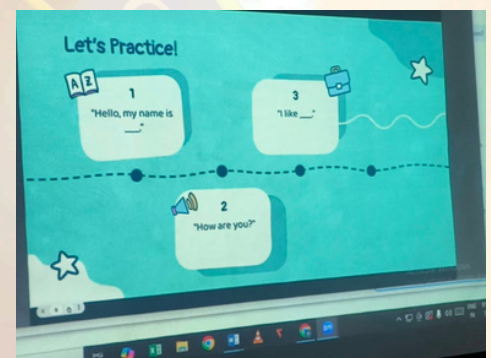 Let's Practice!
A Z
1
"Hello, my name is
___."
2
"How are you?"
3
"I like ___."